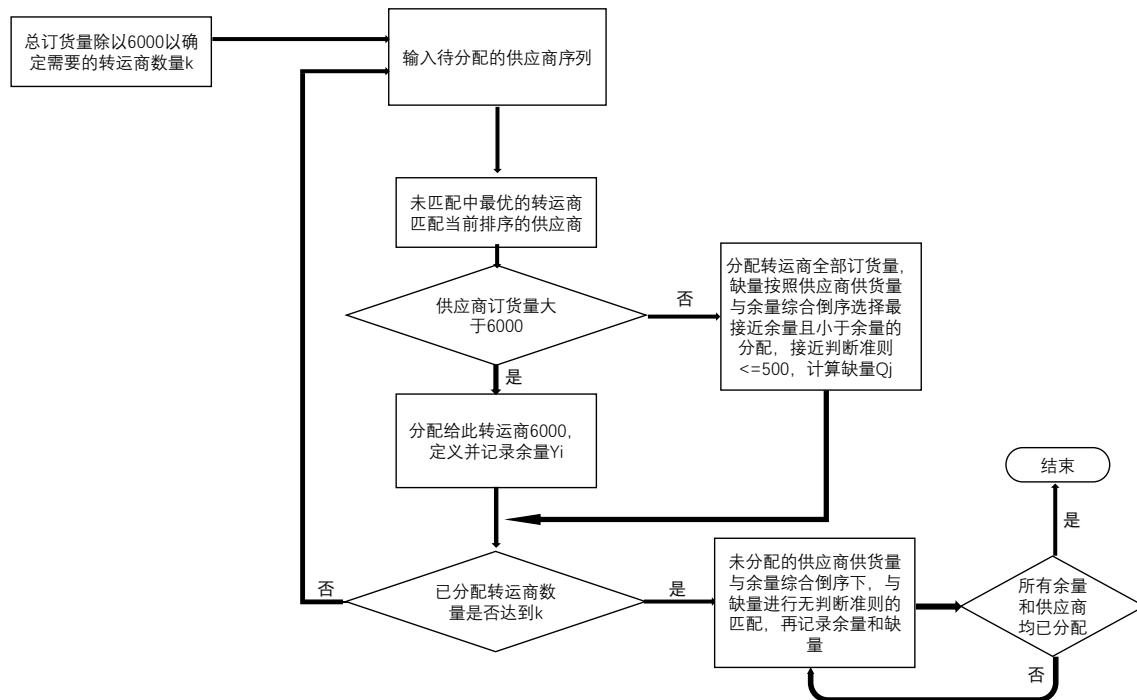 总订货量除以6000以确
定需要的转运商数量k
输入待分配的供应商序列
未匹配中最优的转运商
匹配当前排序的供应商
供应商订货量大
于6000
否
分配转运商全部订货量,
缺量按照供应商供货量
与余量综合倒序选择最
接近余量且小于余量的
分配，接近判断准则
<=500，计算缺量Qj
是
分配给此转运商6000，
定义并记录余量Yi
已分配转运商数
量是否达到k
否
是
未分配的供应商供货量
与余量综合倒序下，与
缺量进行无判断准则的
匹配，再记录余量和缺
量
所有余量
和供应商
均已分配
是
结束
否